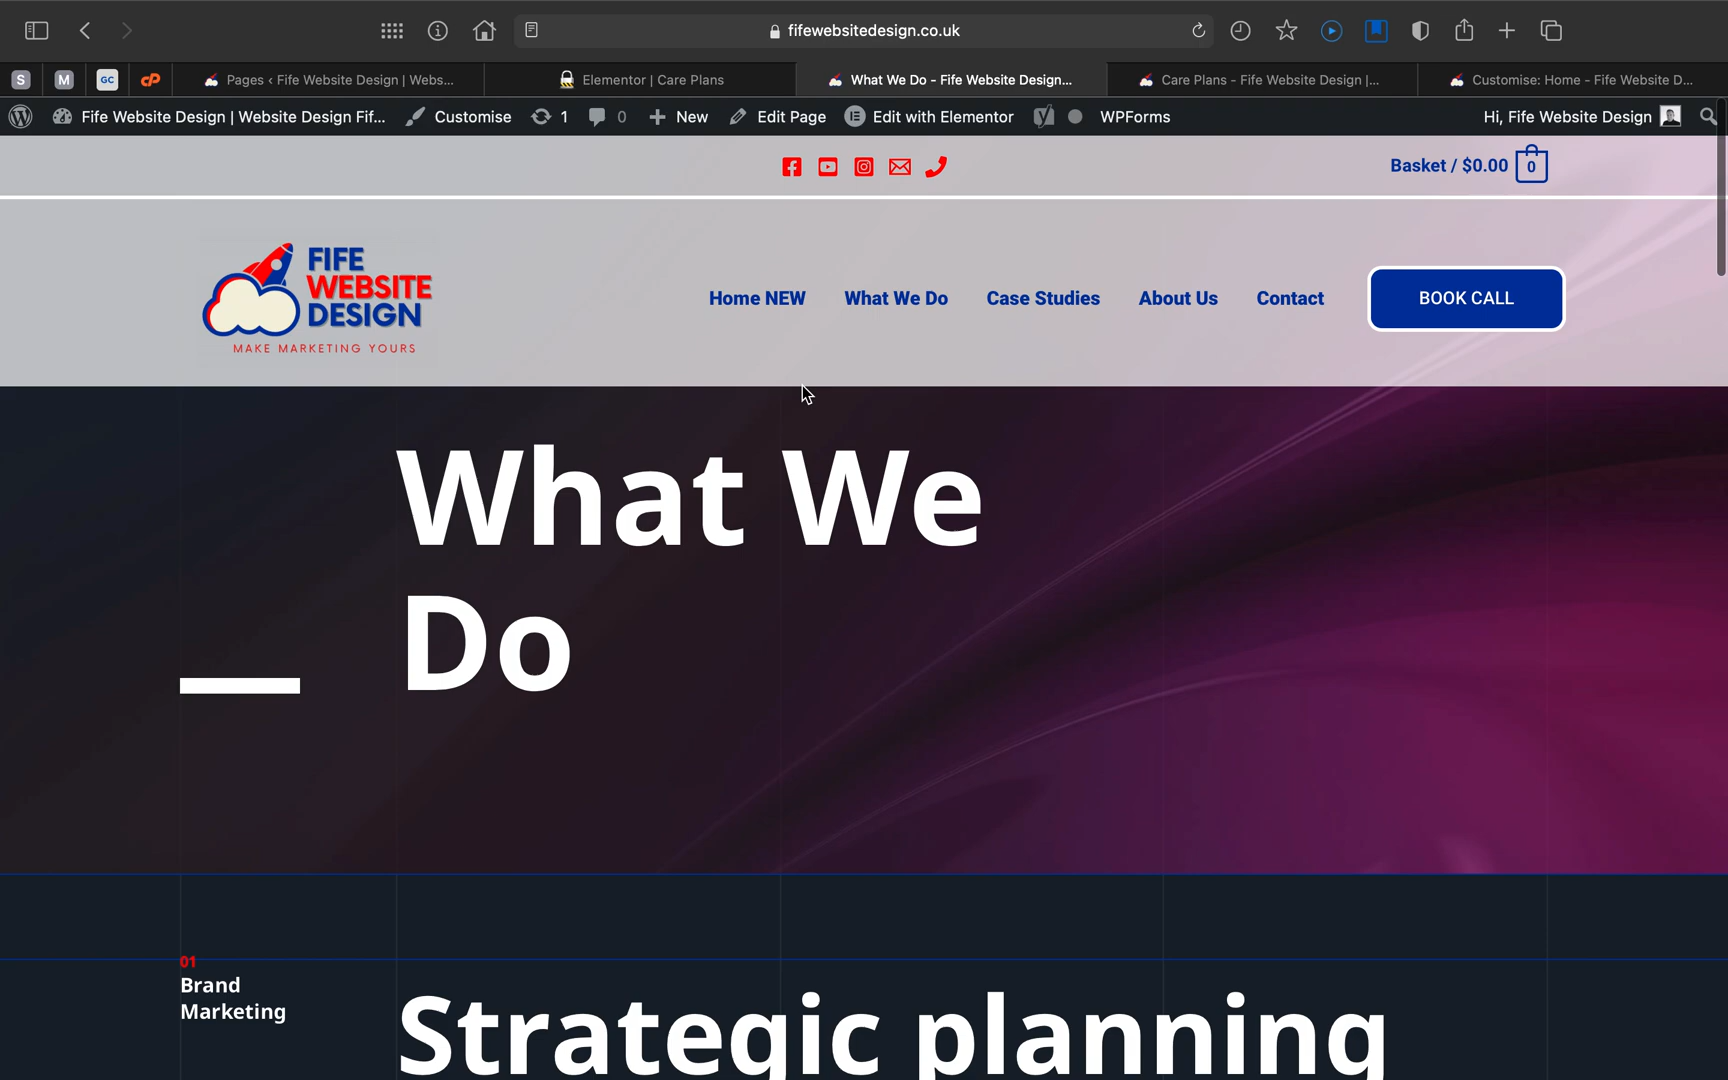 fifewebsitedesign.co.uk
S
M
GC
cP
Pages ‹ Fife Website Design | Webs...
Elementor | Care Plans
What We Do - Fife Website Design...
Care Plans - Fife Website Design |...
Customise: Home - Fife Website D...
Fife Website Design | Website Design Fif...
Customise
1
0
New
Edit Page
Edit with Elementor
WPForms
Hi, Fife Website Design
Basket / $0.00
0
FIFE
WEBSITE
DESIGN
MAKE MARKETING YOURS
Home NEW
What We Do
Case Studies
About Us
Contact
BOOK CALL
What We
Do
01
Brand
Marketing
Strategic planning